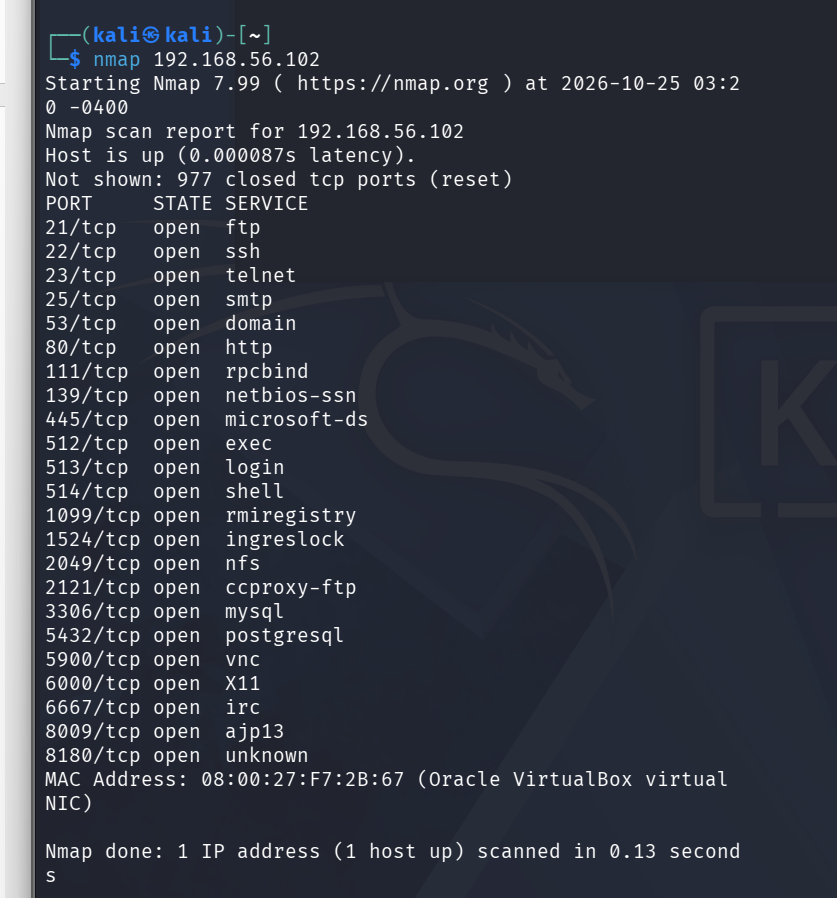 ┌──(kali㉿kali)-[~]
└─$ nmap 192.168.56.102
Starting Nmap 7.99 ( https://nmap.org ) at 2026-10-25 03:2
0 -0400
Nmap scan report for 192.168.56.102
Host is up (0.000087s latency).
Not shown: 977 closed tcp ports (reset)
PORT     STATE SERVICE
21/tcp   open  ftp
22/tcp   open  ssh
23/tcp   open  telnet
25/tcp   open  smtp
53/tcp   open  domain
80/tcp   open  http
111/tcp  open  rpcbind
139/tcp  open  netbios-ssn
445/tcp  open  microsoft-ds
512/tcp  open  exec
513/tcp  open  login
514/tcp  open  shell
1099/tcp open  rmiregistry
1524/tcp open  ingreslock
2049/tcp open  nfs
2121/tcp open  ccproxy-ftp
3306/tcp open  mysql
5432/tcp open  postgresql
5900/tcp open  vnc
6000/tcp open  X11
6667/tcp open  irc
8009/tcp open  ajp13
8180/tcp open  unknown
MAC Address: 08:00:27:F7:2B:67 (Oracle VirtualBox virtual
NIC)
Nmap done: 1 IP address (1 host up) scanned in 0.13 second
s
K